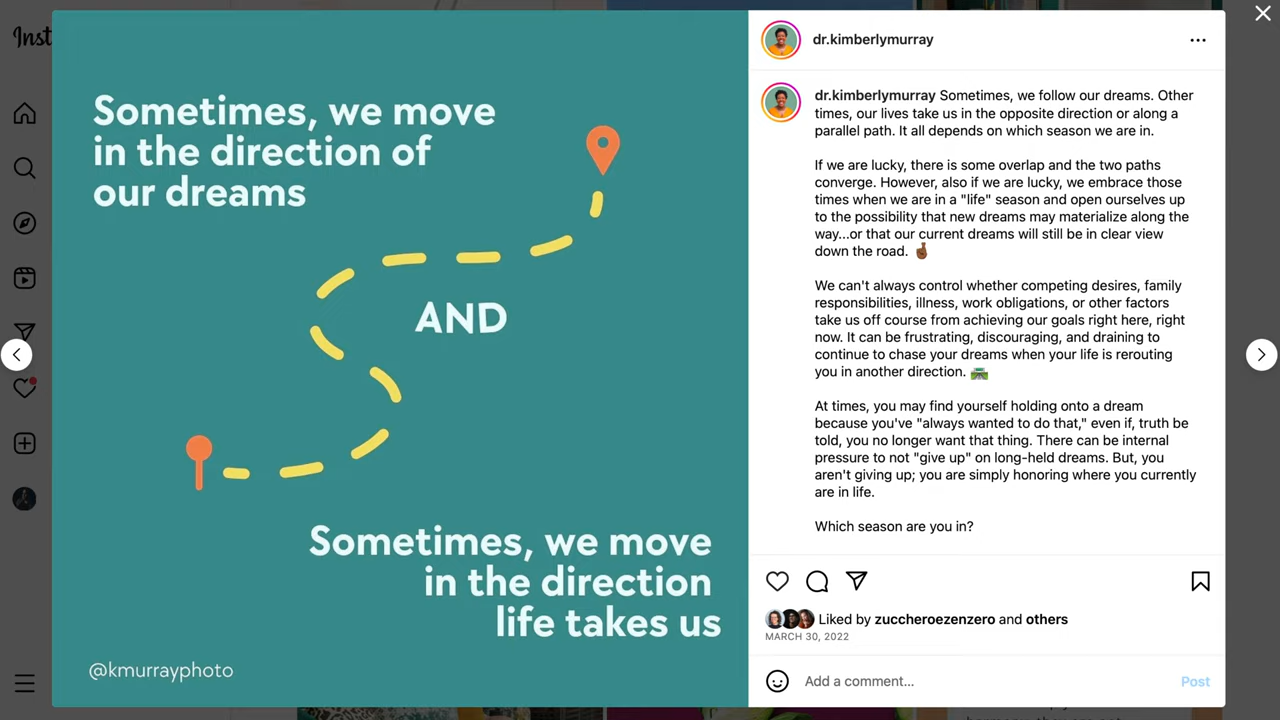 Inst
Sometimes, we move
in the direction of
our dreams
AND
Sometimes, we move
in the direction
life takes us
@kmurrayphoto
dr.kimberlymurray
dr.kimberlymurray Sometimes, we follow our dreams. Other
times, our lives take us in the opposite direction or along a
parallel path. It all depends on which season we are in.
If we are lucky, there is some overlap and the two paths
converge. However, also if we are lucky, we embrace those
times when we are in a "life" season and open ourselves up
to the possibility that new dreams may materialize along the
way...or that our current dreams will still be in clear view
down the road. 🤞🏾
We can't always control whether competing desires, family
responsibilities, illness, work obligations, or other factors
take us off course from achieving our goals right here, right
now. It can be frustrating, discouraging, and draining to
continue to chase your dreams when your life is rerouting
you in another direction. 🛣️
At times, you may find yourself holding onto a dream
because you've "always wanted to do that," even if, truth be
told, you no longer want that thing. There can be internal
pressure to not "give up" on long-held dreams. But, you
aren't giving up; you are simply honoring where you currently
are in life.
Which season are you in?
Liked by zuccheroezenzero and others
MARCH 30, 2022
Add a comment...
Post